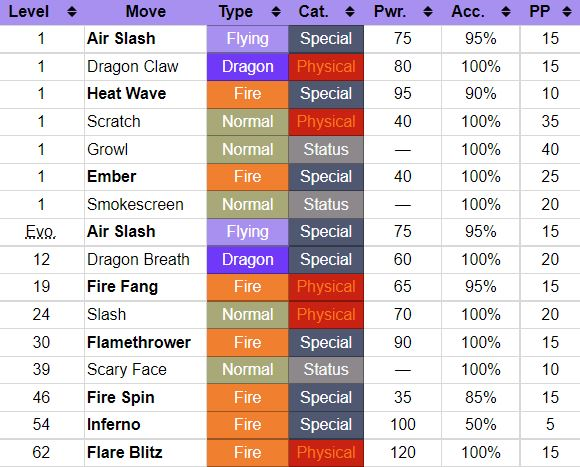 Level Move Type Cat. Pwr. Acc. PP
1 Air Slash Flying Special 75 95% 15
1 Dragon Claw Dragon Physical 80 100% 15
1 Heat Wave Fire Special 95 90% 10
1 Scratch Normal Physical 40 100% 35
1 Growl Normal Status — 100% 40
1 Ember Fire Special 40 100% 25
1 Smokescreen Normal Status — 100% 20
Evo. Air Slash Flying Special 75 95% 15
12 Dragon Breath Dragon Special 60 100% 20
19 Fire Fang Fire Physical 65 95% 15
24 Slash Normal Physical 70 100% 20
30 Flamethrower Fire Special 90 100% 15
39 Scary Face Normal Status — 100% 10
46 Fire Spin Fire Special 35 85% 15
54 Inferno Fire Special 100 50% 5
62 Flare Blitz Fire Physical 120 100% 15